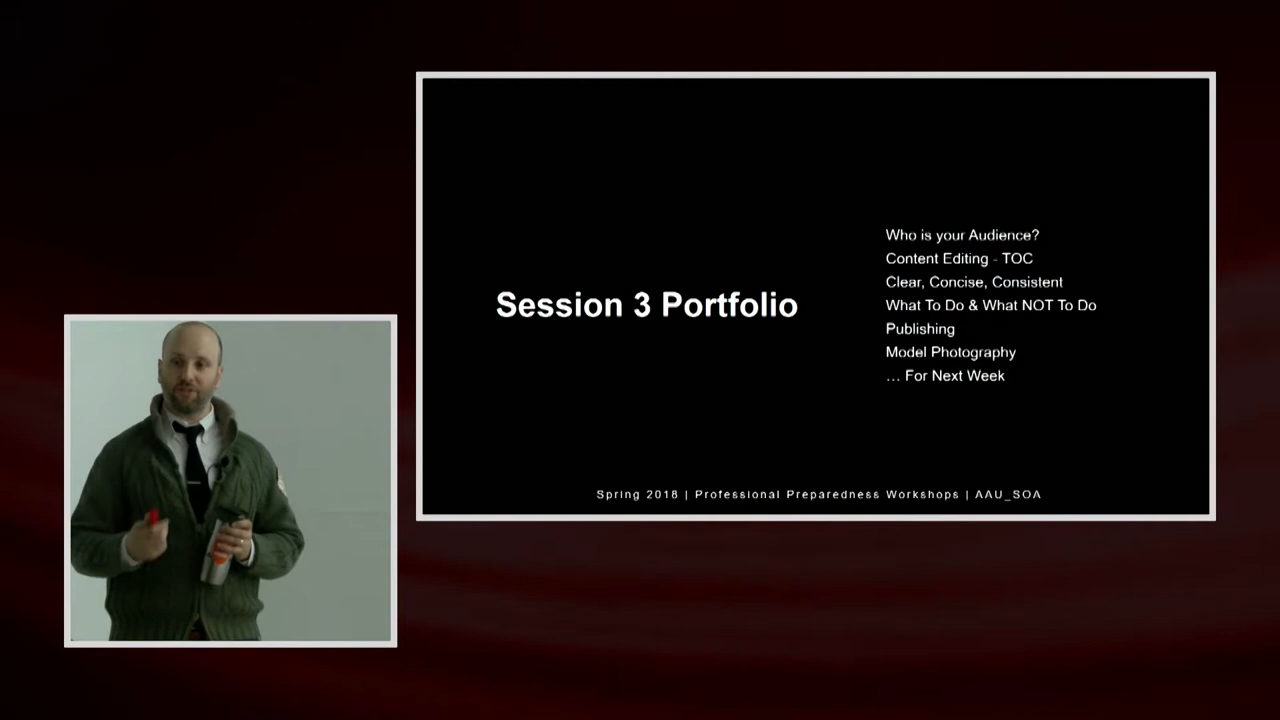 Session 3 Portfolio
Who is your Audience?
Content Editing - TOC
Clear, Concise, Consistent
What To Do & What NOT To Do
Publishing
Model Photography
… For Next Week
Spring 2018 | Professional Preparedness Workshops | AAU_SOA